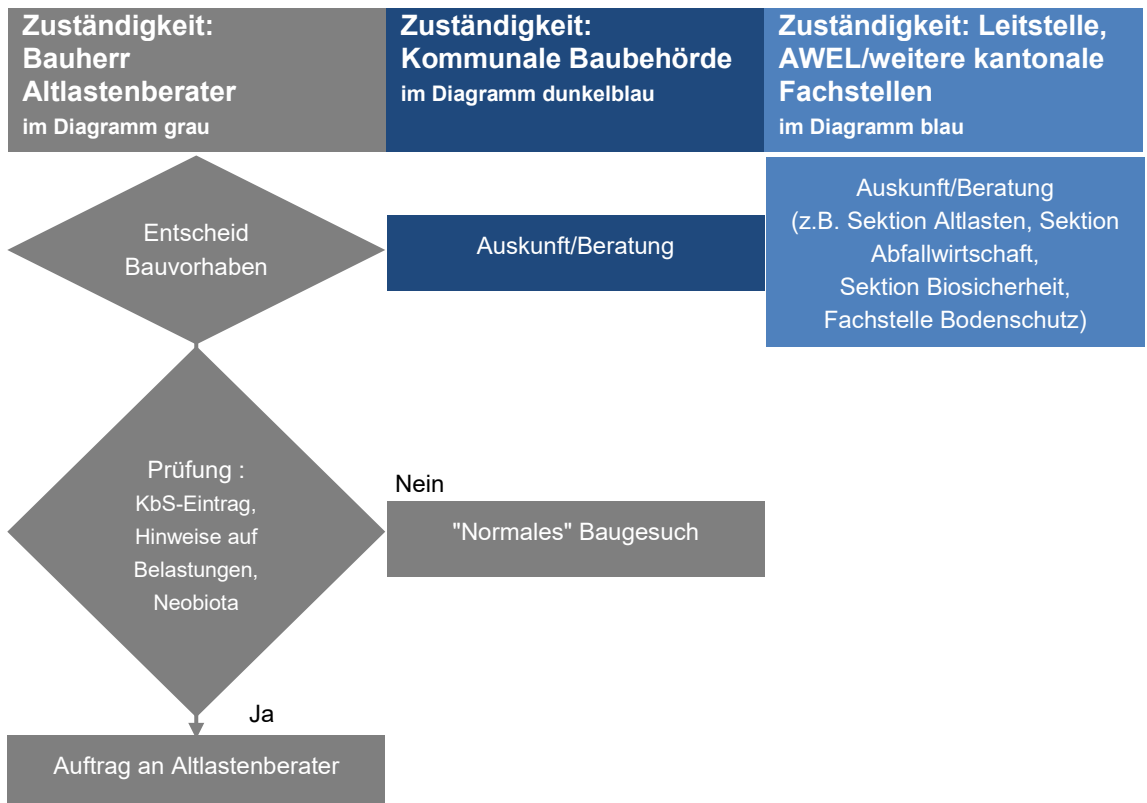 Zuständigkeit:
Bauherr
Altlastenberater
im Diagramm grau
Zuständigkeit:
Kommunale Baubehörde
im Diagramm dunkelblau
Zuständigkeit: Leitstelle,
AWEL/weitere kantonale
Fachstellen
im Diagramm blau
Entscheid
Bauvorhaben
Auskunft/Beratung
Auskunft/Beratung
(z.B. Sektion Altlasten, Sektion
Abfallwirtschaft,
Sektion Biosicherheit,
Fachstelle Bodenschutz)
Prüfung :
KbS-Eintrag,
Hinweise auf
Belastungen,
Neobiota
Nein
"Normales" Baugesuch
Ja
Auftrag an Altlastenberater